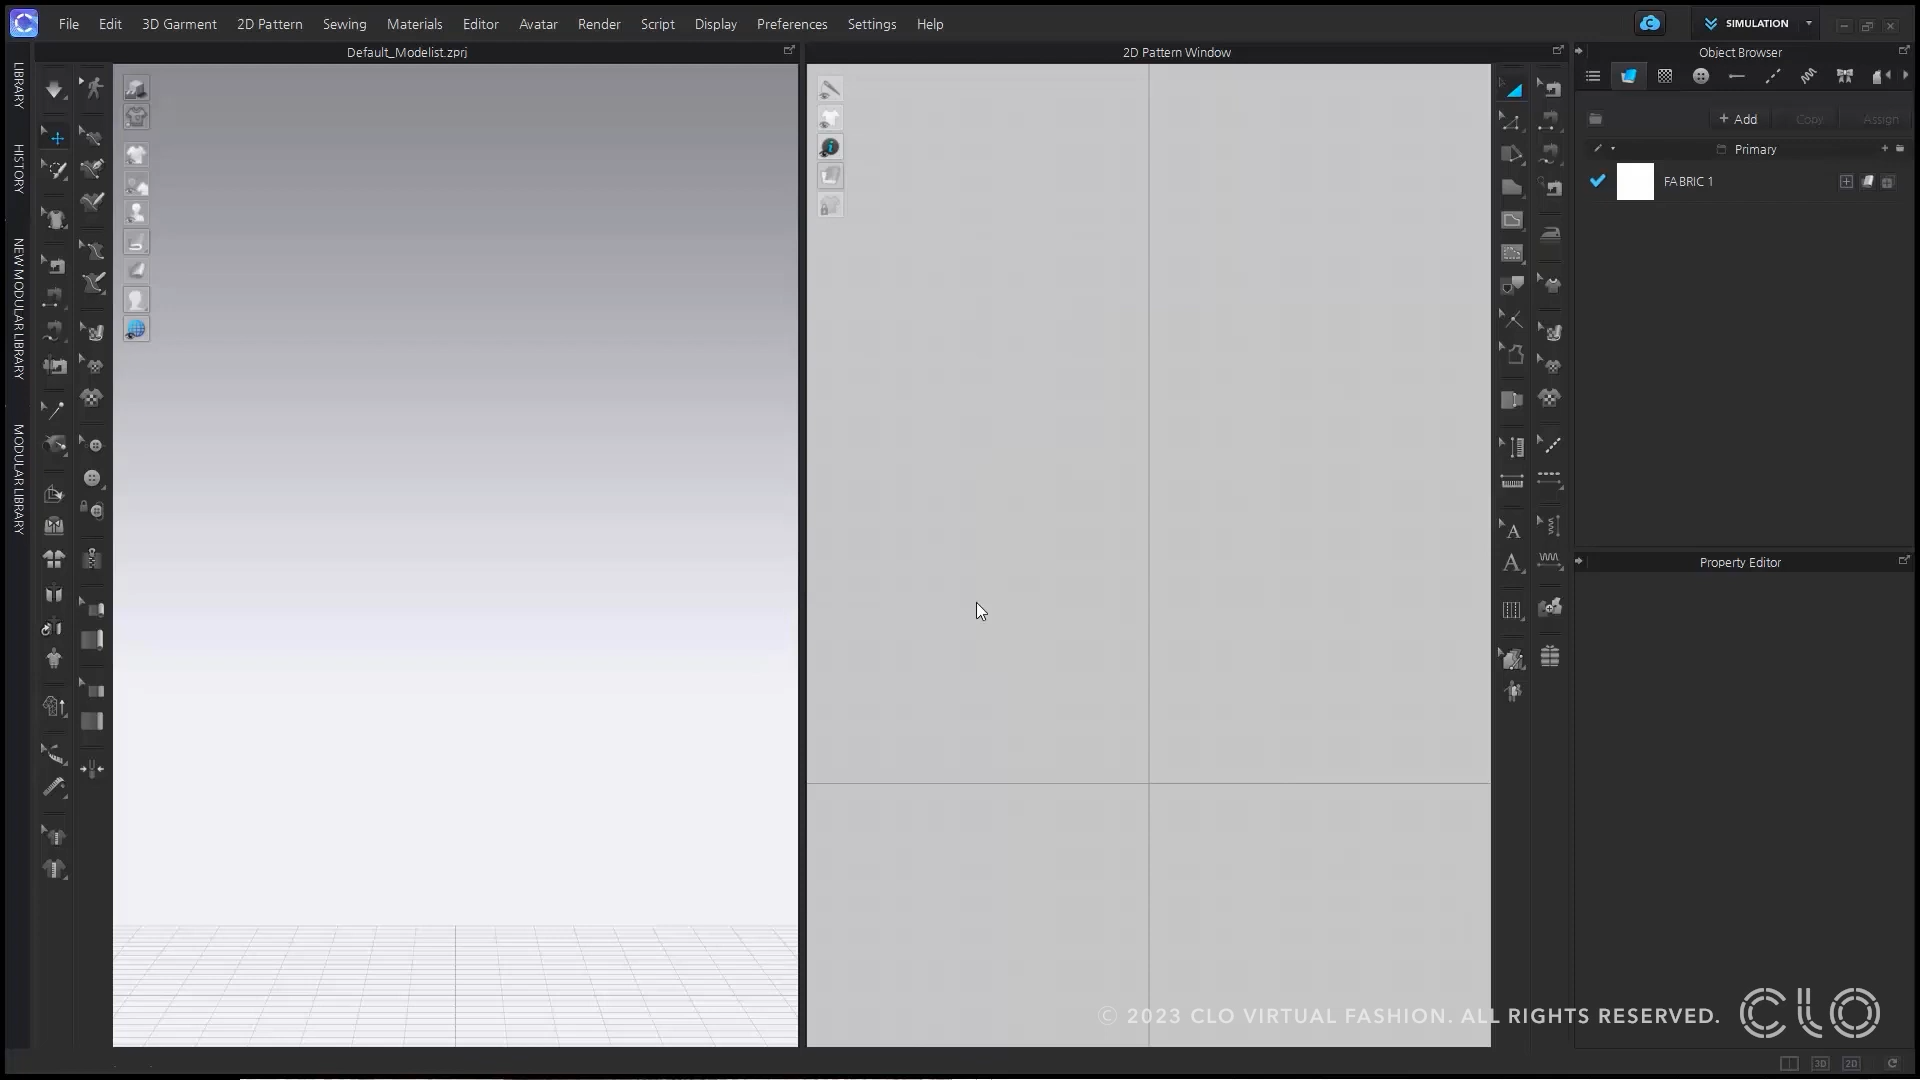 File Edit 3D Garment 2D Pattern Sewing Materials Editor Avatar Render Script Display Preferences Settings Help
SIMULATION
Default_Modelist.zprj
2D Pattern Window
Object Browser
LIBRARY
HISTORY
NEW MODULAR LIBRARY
MODULAR LIBRARY
+ Add Copy Assign
Primary
FABRIC 1
A
A
Property Editor
© 2023 CLO VIRTUAL FASHION. ALL RIGHTS RESERVED. CLO
3D 2D